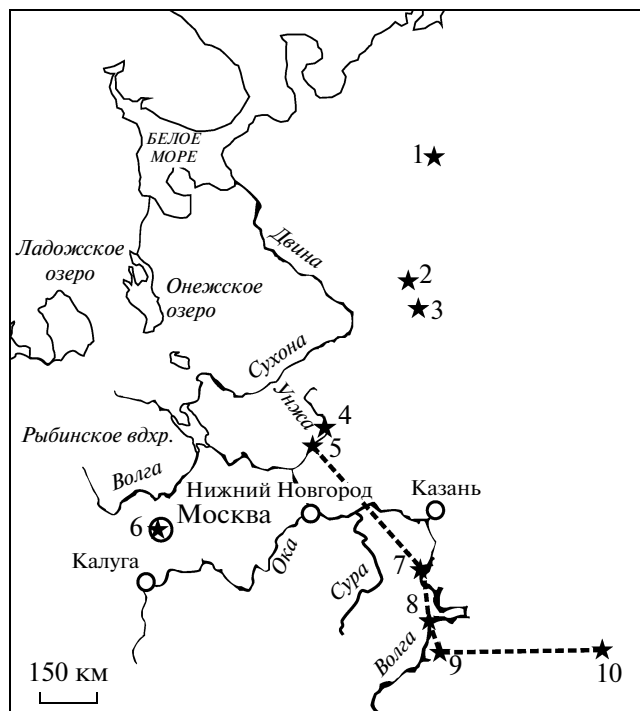 1
БЕЛОЕ
МОРЕ
Двина
Ладожское
озеро
2
Онежское
озеро
3
Сухона
Унжа
4
5
Рыбинское вдхр.
Волга
Нижний Новгород
Казань
6
Москва
Калуга
Ока
Сура
7
8
Волга
9
10
150 км